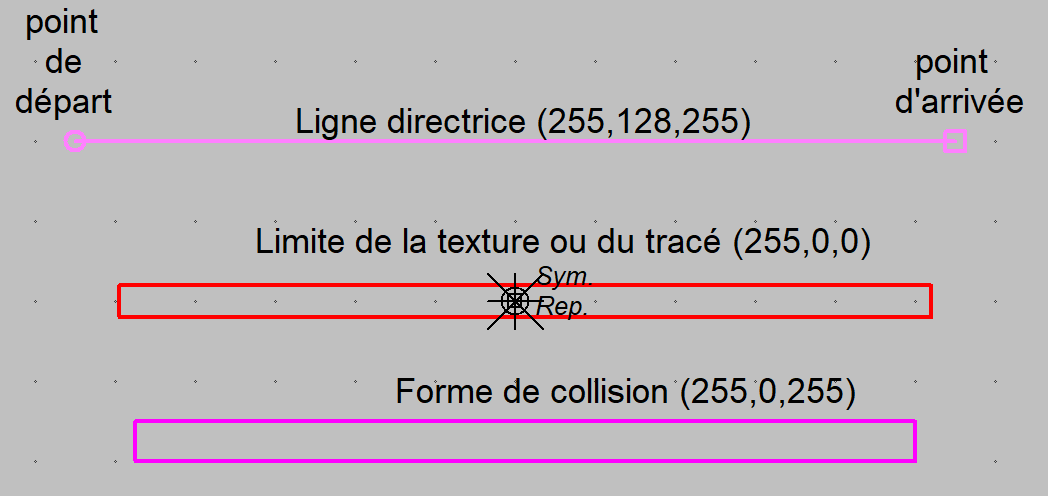 point
de
départ
point
d'arrivée
Ligne directrice (255,128,255)
Limite de la texture ou du tracé (255,0,0)
Sym.
Rep.
Forme de collision (255,0,255)